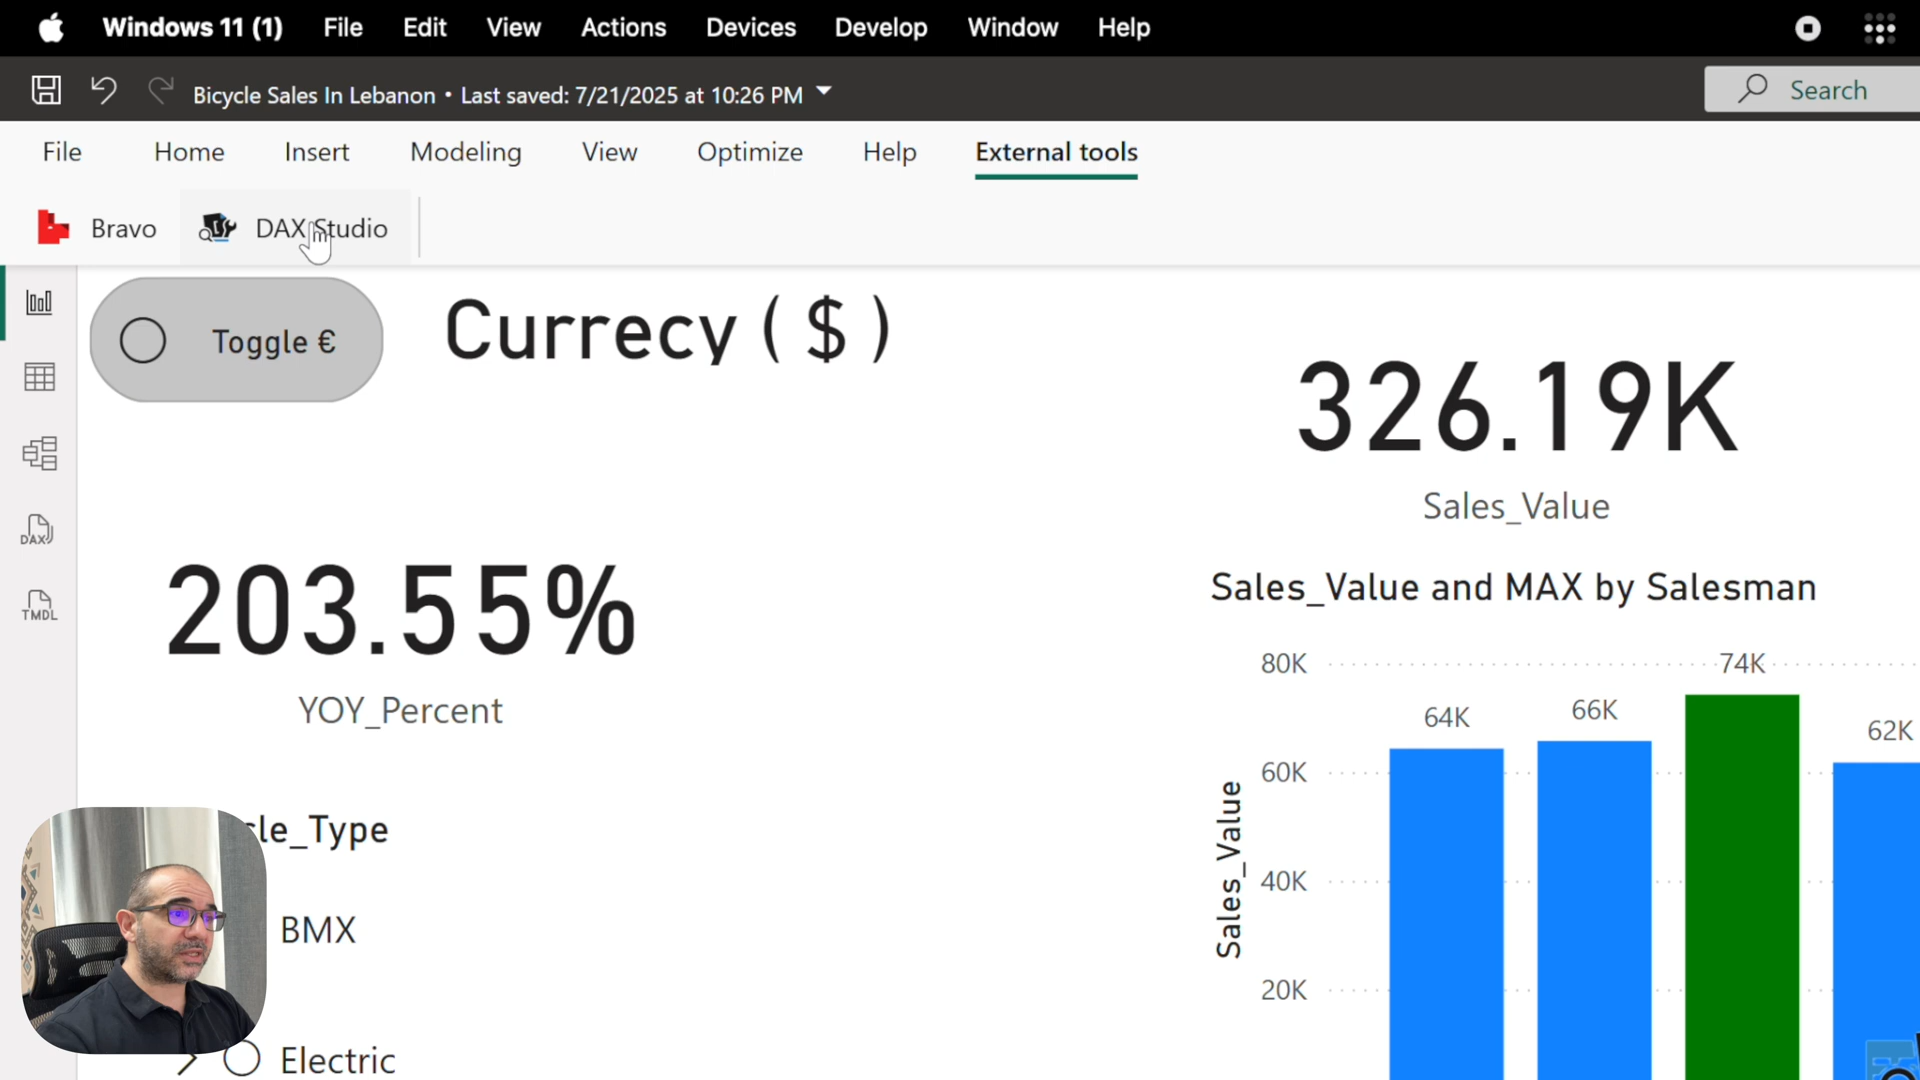 Windows 11 (1) File Edit View Actions Devices Develop Window Help
Bicycle Sales In Lebanon • Last saved: 7/21/2025 at 10:26 PM
Search
File Home Insert Modeling View Optimize Help External tools
Bravo DAX Studio
Toggle €
Currecy ( $ )
326.19K
Sales_Value
DAX
203.55%
YOY_Percent
TMDL
Sales_Value and MAX by Salesman
80K
74K
64K
66K
62K
60K
Sales_Value
40K
20K
cle_Type
BMX
Electric